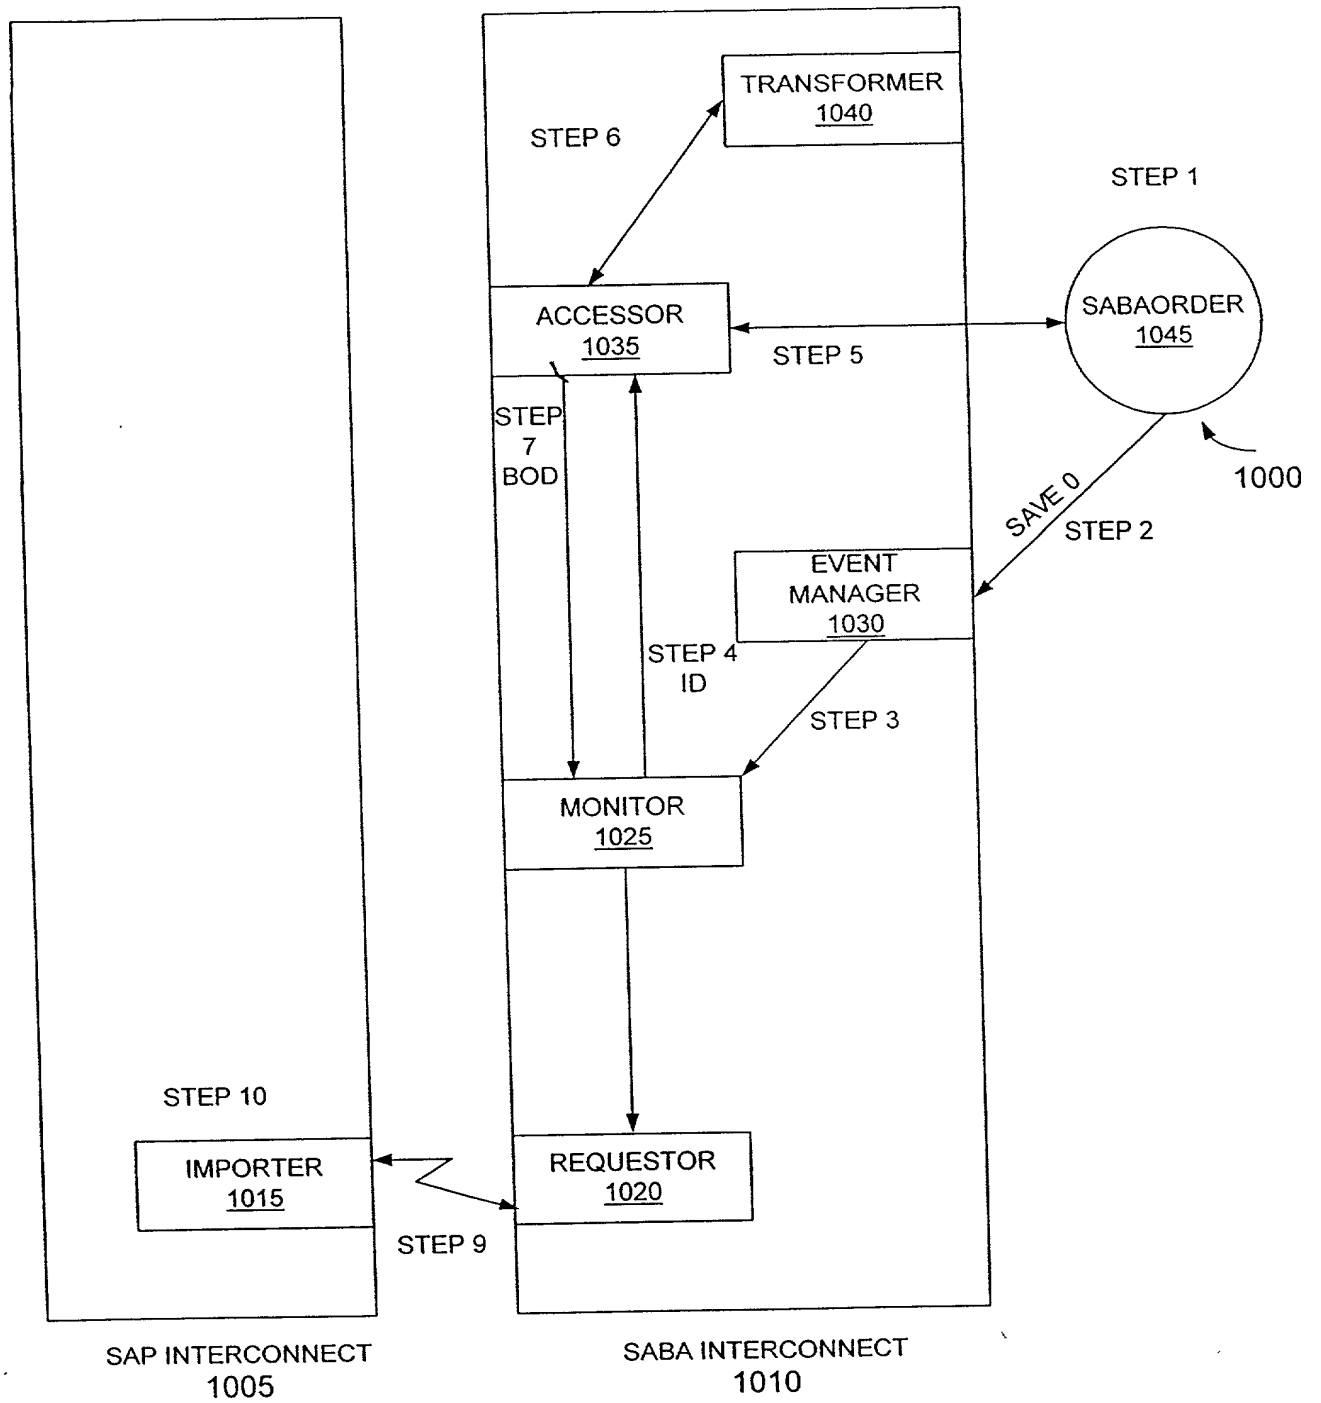 TRANSFORMER
1040
STEP 6
STEP 1
SABAORDER
1045
ACCESSOR
1035
STEP 5
STEP
7
BOD
1000
SAVE 0
STEP 2
EVENT
MANAGER
1030
STEP 4
ID
STEP 3
MONITOR
1025
STEP 10
IMPORTER
1015
REQUESTOR
1020
STEP 9
SAP INTERCONNECT
1005
SABA INTERCONNECT
1010